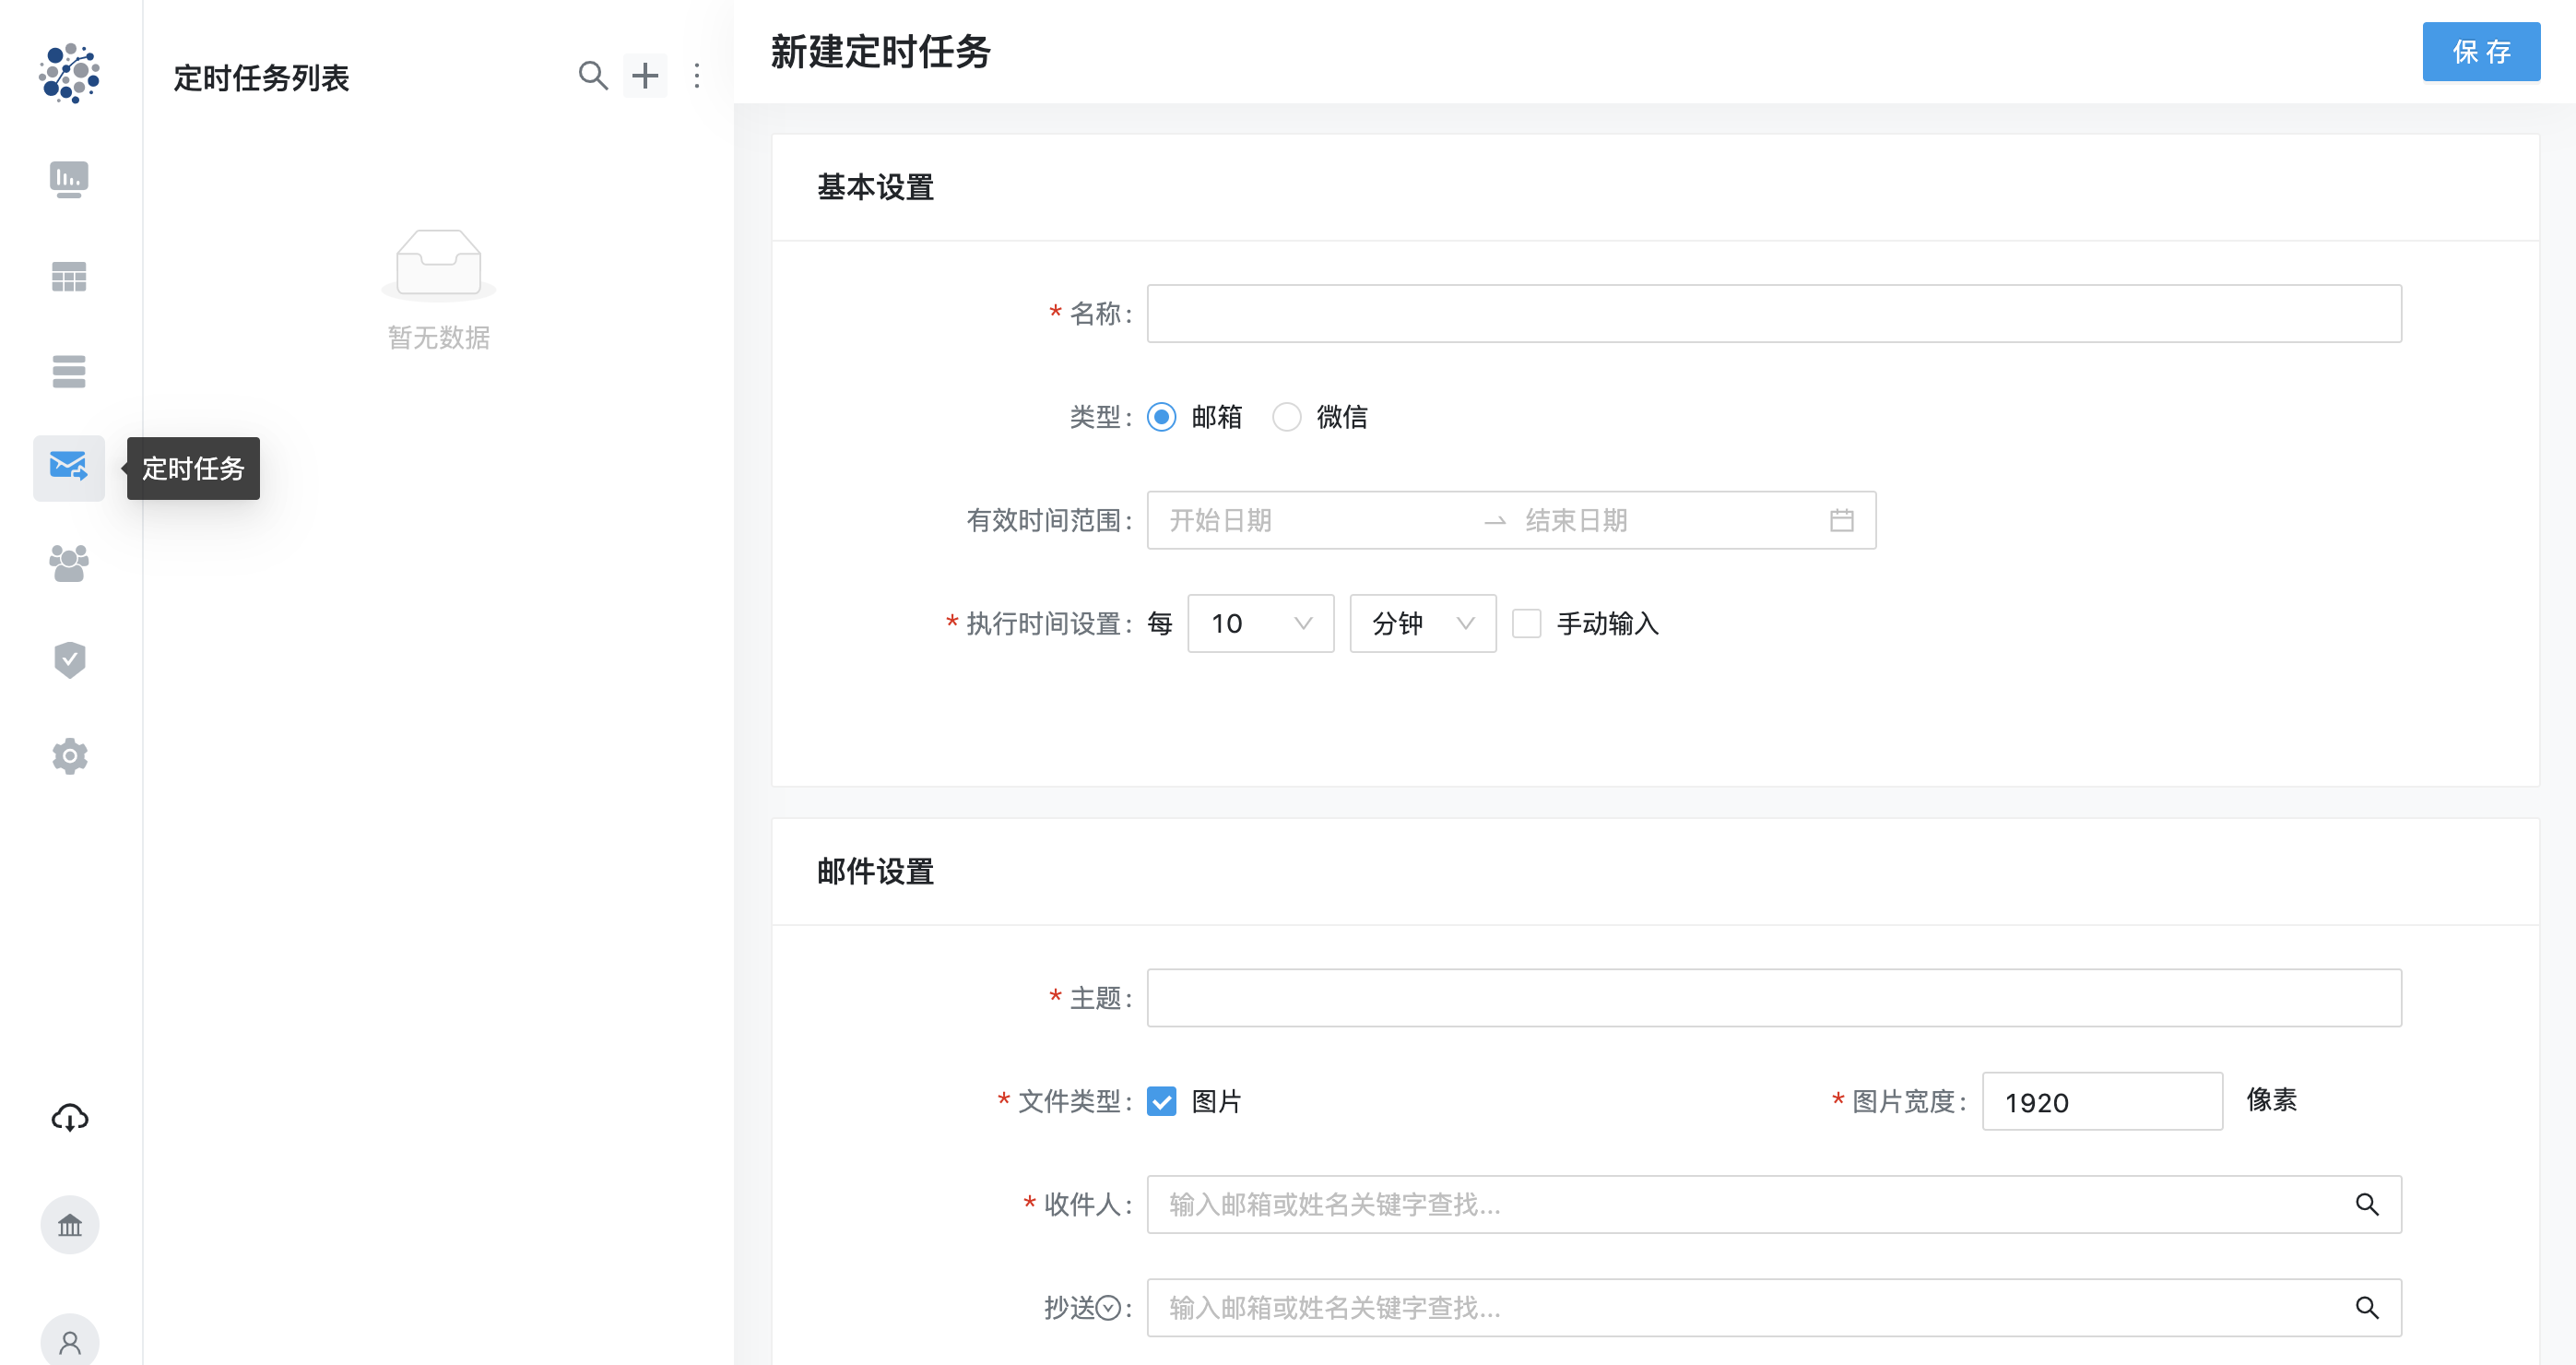 定时任务列表
暂无数据
定时任务
新建定时任务
保 存
基本设置
* 名称:
类型: 邮箱 微信
有效时间范围: 开始日期 → 结束日期
* 执行时间设置: 每 10 分钟 手动输入
邮件设置
* 主题:
* 文件类型: 图片 * 图片宽度: 1920 像素
* 收件人: 输入邮箱或姓名关键字查找...
抄送: 输入邮箱或姓名关键字查找...